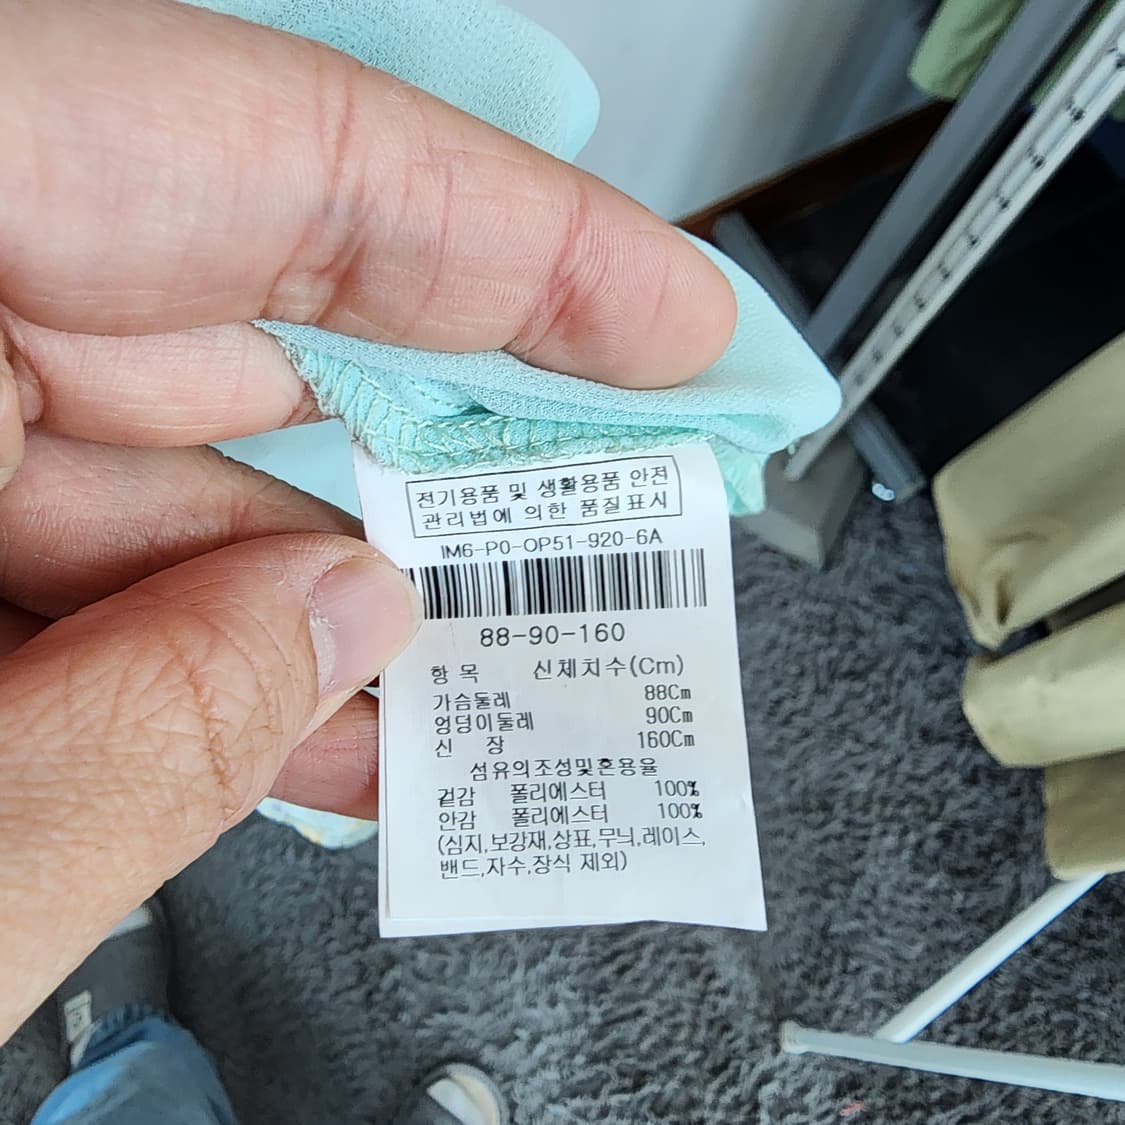 전기용품 및 생활용품 안전
관리법에 의한 품질표시
IM6-P0-OP51-920-6A
88-90-160
항 목 신체치수(Cm)
가슴둘레 88Cm
엉덩이둘레 90Cm
신 장 160Cm
섬유의조성및혼용율
겉감 폴리에스터 100%
안감 폴리에스터 100%
(심지,보강재,상표,무늬,레이스,
밴드,자수,장식 제외)